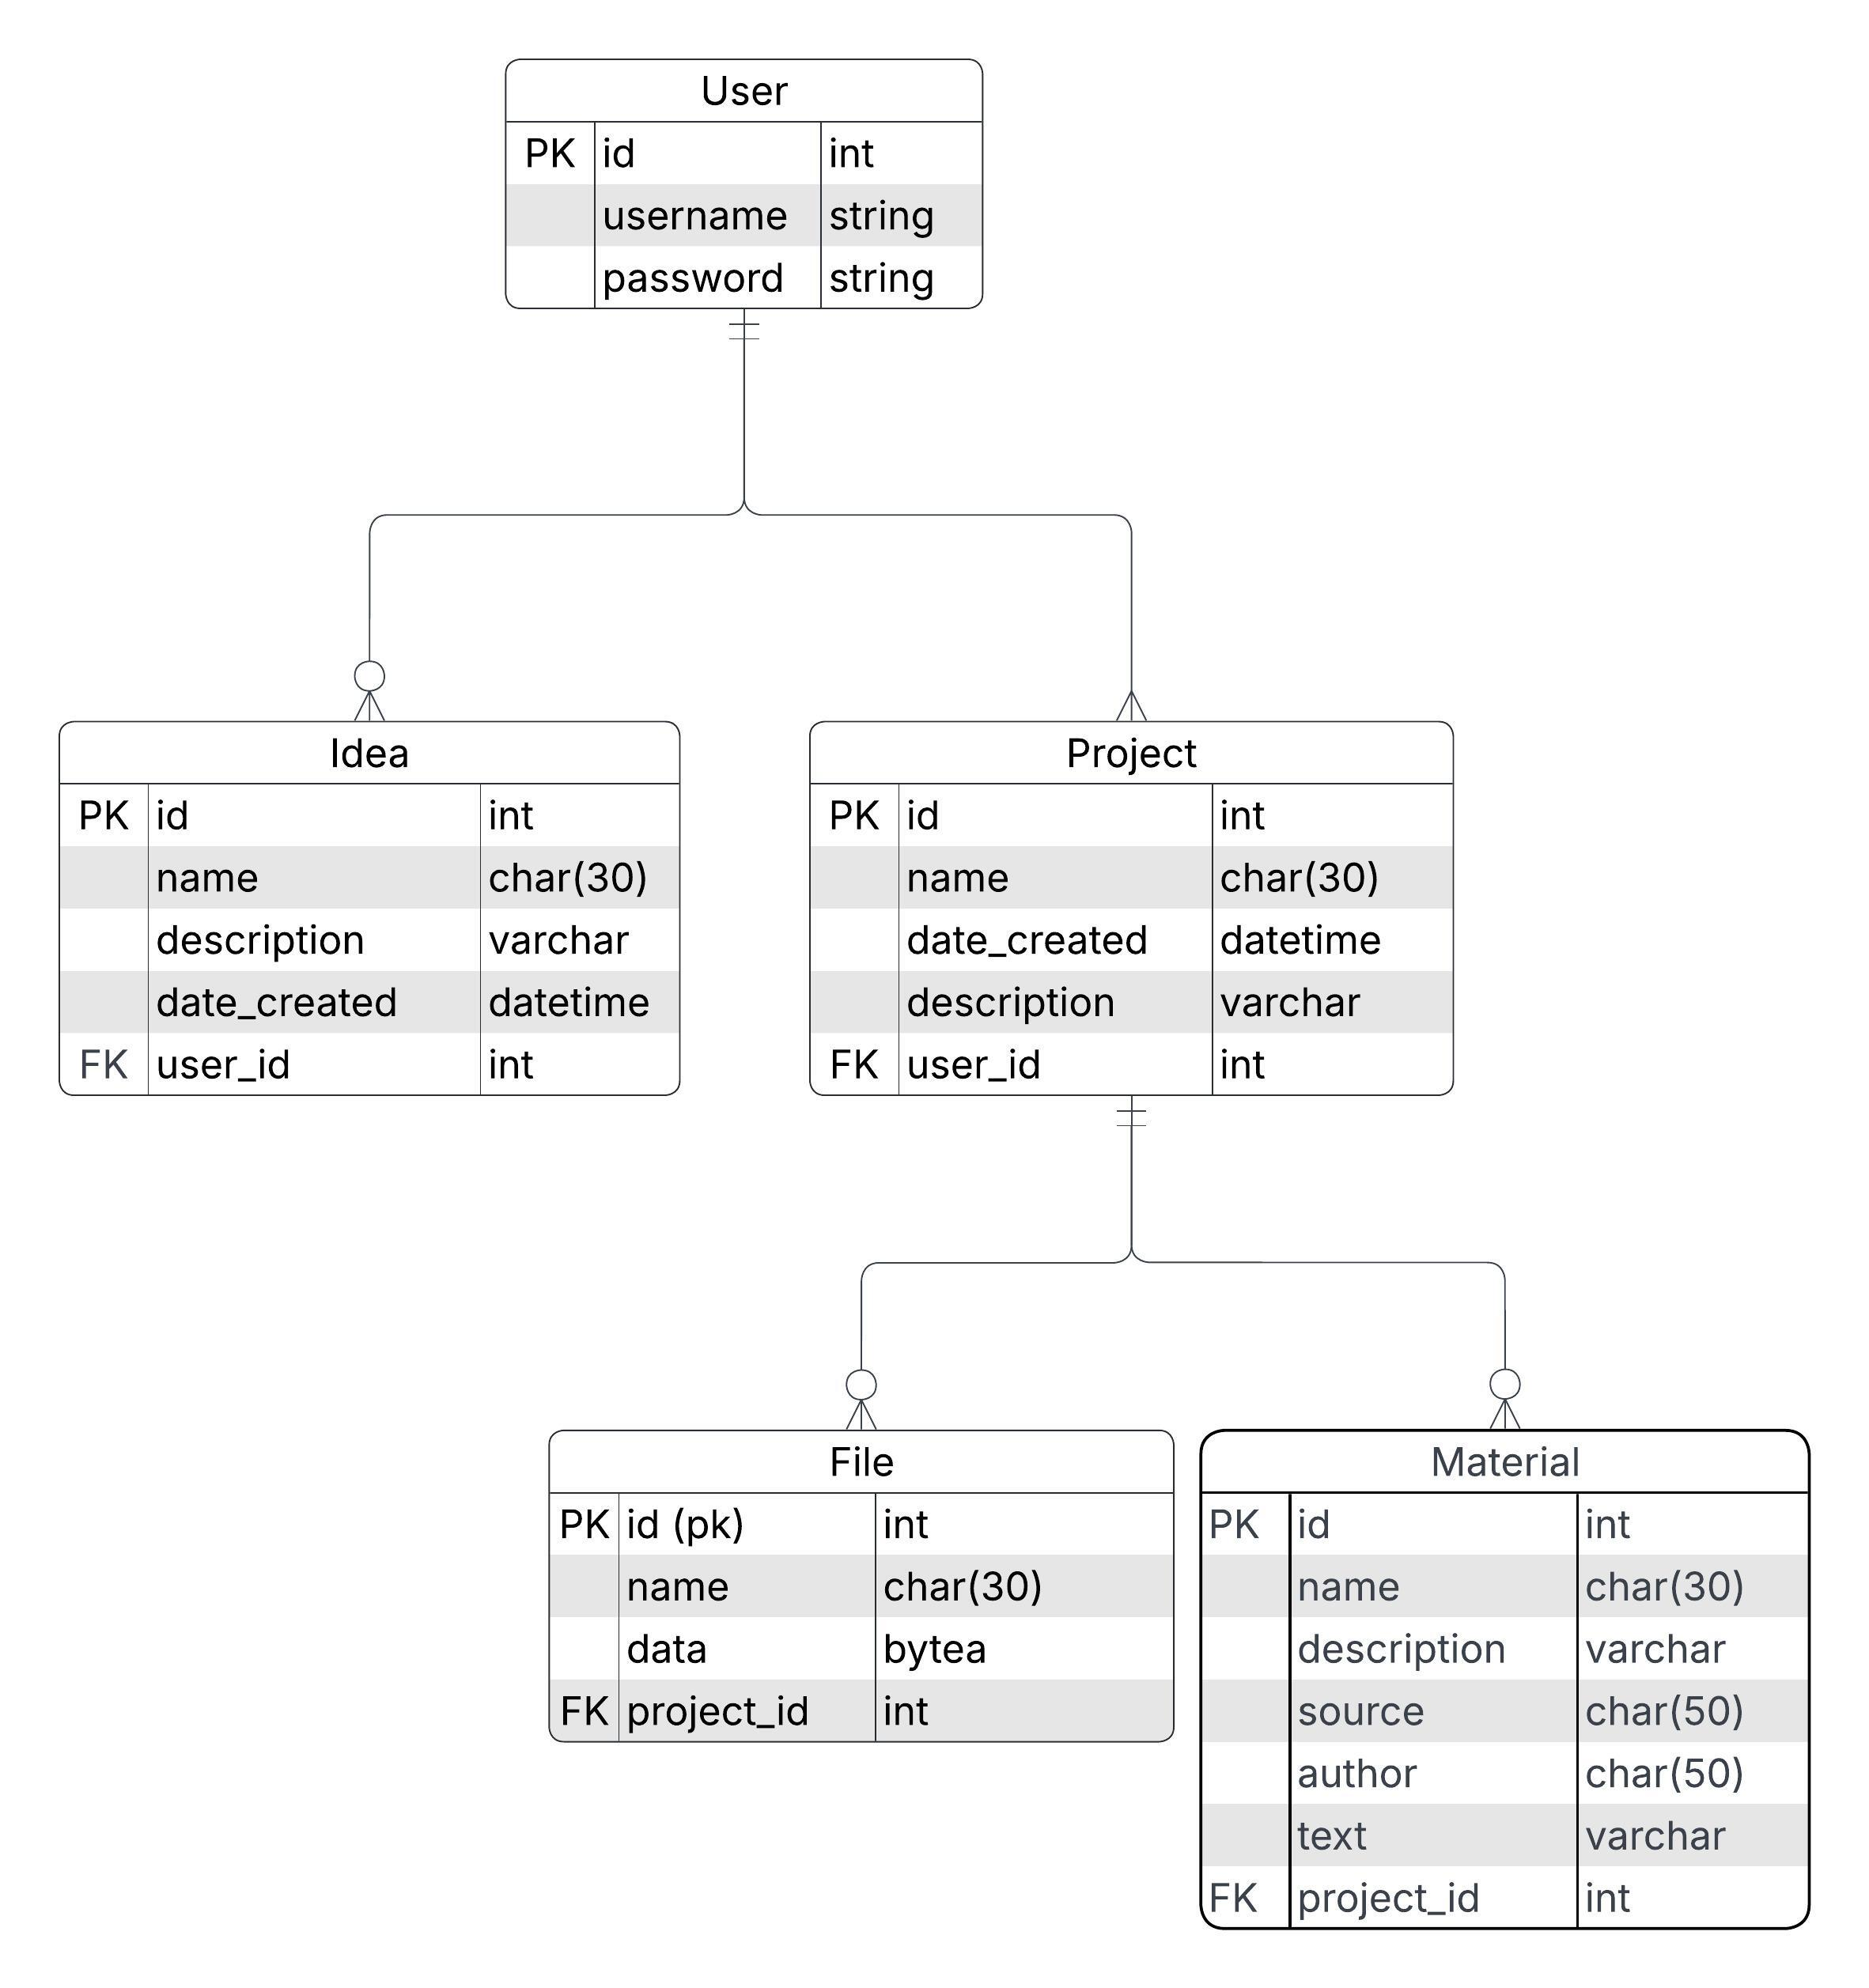 User
PK id int
username string
password string
Idea
PK id int
name char(30)
description varchar
date_created datetime
FK user_id int
Project
PK id int
name char(30)
date_created datetime
description varchar
FK user_id int
File
PK id (pk) int
name char(30)
data bytea
FK project_id int
Material
PK id int
name char(30)
description varchar
source char(50)
author char(50)
text varchar
FK project_id int